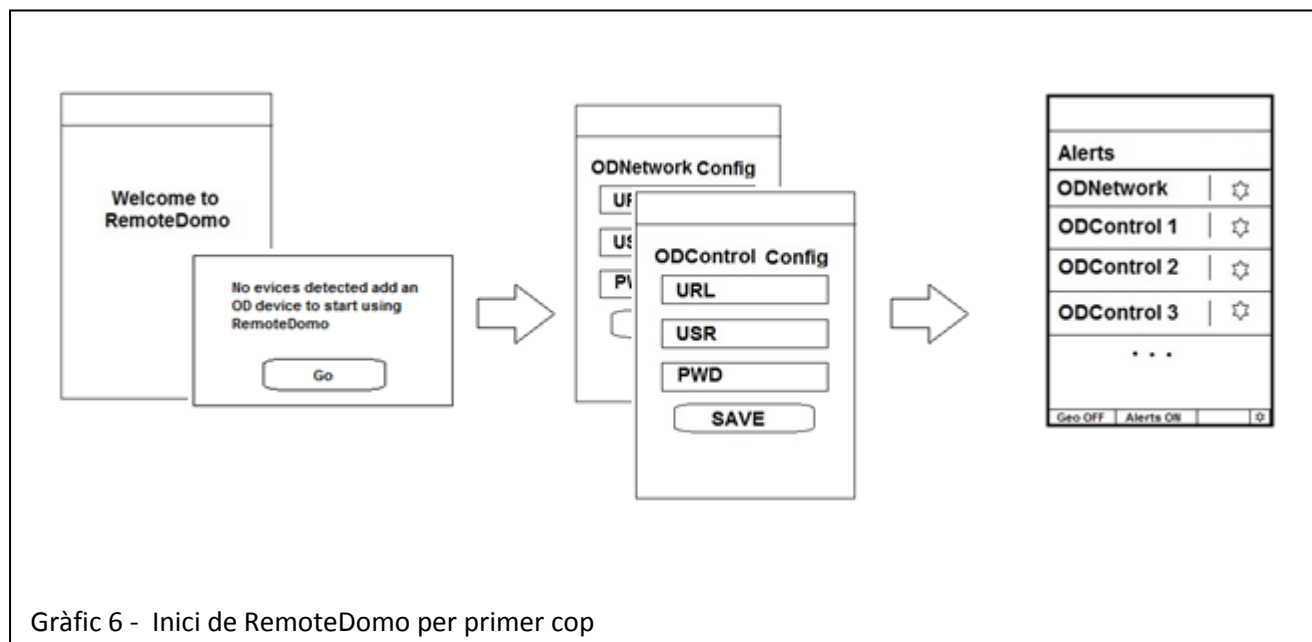 Welcome to
RemoteDomo
No evices detected add an
OD device to start using
RemoteDomo
Go
ODNetwork Config
ODControl Config
URL
USR
PWD
SAVE
Alerts
ODNetwork
ODControl 1
ODControl 2
ODControl 3
. . .
Geo OFF Alerts ON
Gràfic 6 - Inici de RemoteDomo per primer cop